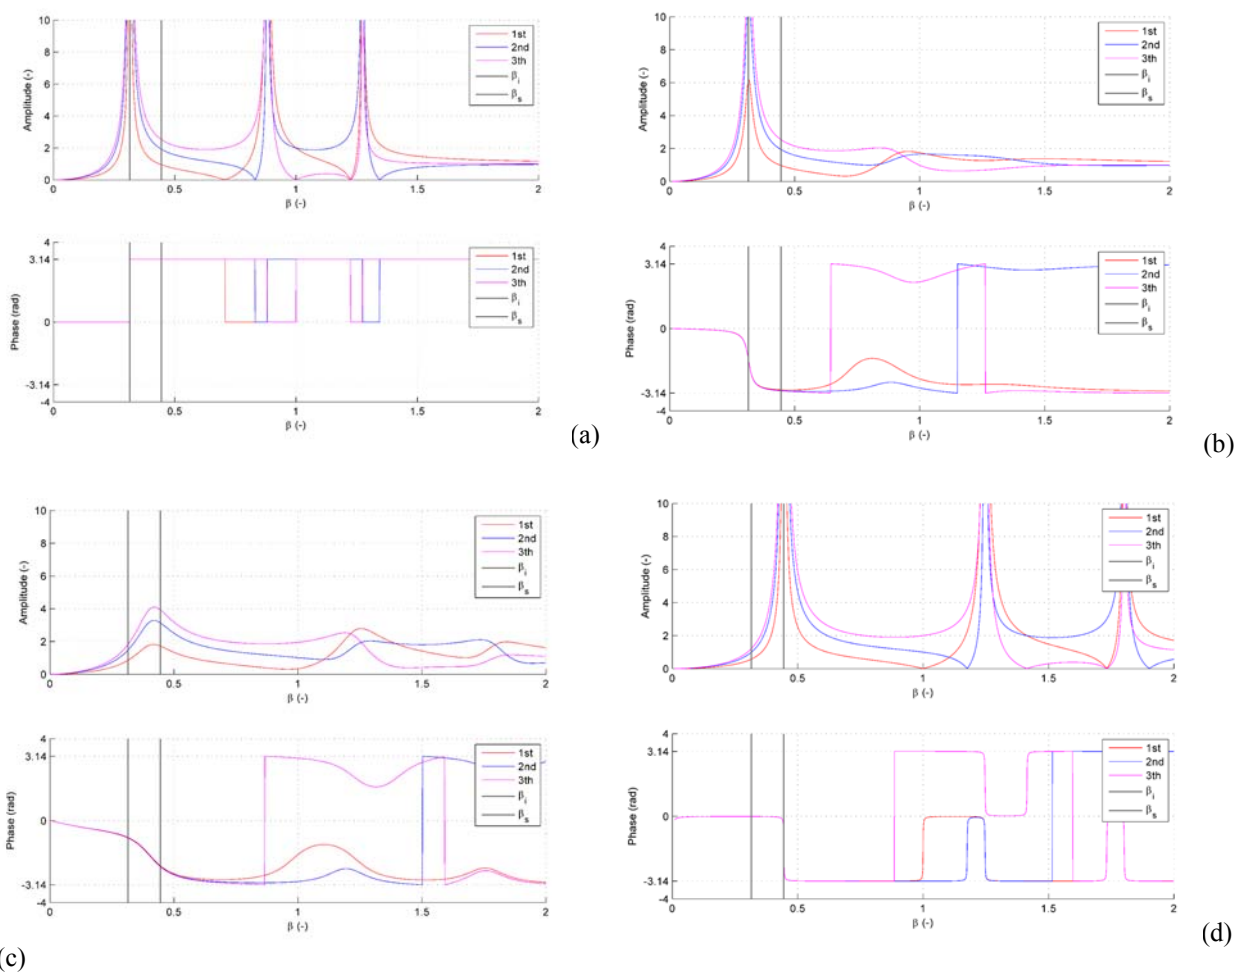 10
8
6
4
2
0
Amplitude (-)
0 0.5 1 1.5 2
β (-)
1st
2nd
3th
βi
βs
4
3.14
0
-3.14
-4
Phase (rad)
0 0.5 1 1.5 2
β (-)
1st
2nd
3th
βi
βs
(a)
10
8
6
4
2
0
Amplitude (-)
0 0.5 1 1.5 2
β (-)
1st
2nd
3th
βi
βs
4
3.14
0
-3.14
-4
Phase (rad)
0 0.5 1 1.5 2
β (-)
1st
2nd
3th
βi
βs
(b)
10
8
6
4
2
0
Amplitude (-)
0 0.5 1 1.5 2
β (-)
1st
2nd
3th
βi
βs
4
3.14
0
-3.14
-4
Phase (rad)
0 0.5 1 1.5 2
β (-)
1st
2nd
3th
βi
βs
(c)
10
8
6
4
2
0
Amplitude (-)
0 0.5 1 1.5 2
β (-)
1st
2nd
3th
βi
βs
4
3.14
0
-3.14
-4
Phase (rad)
0 0.5 1 1.5 2
β (-)
1st
2nd
3th
βi
βs
(d)